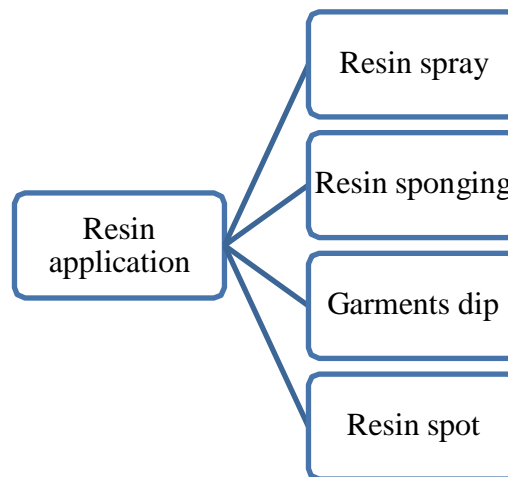 Resin spray
Resin sponging
Resin
application
Garments dip
Resin spot